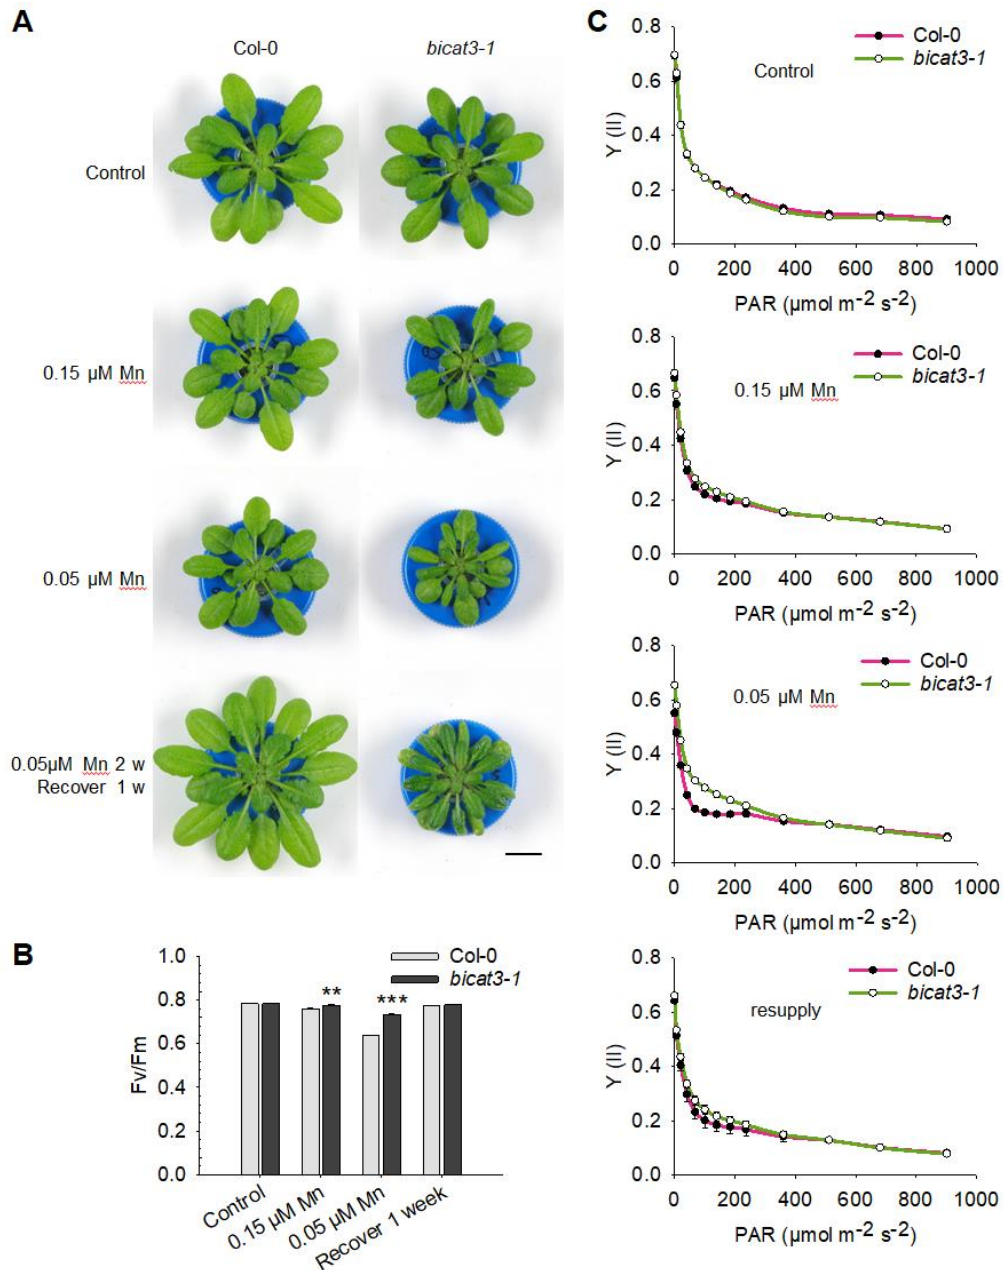 A
Col-0 bicat3-1
Control
0.15 µM Mn
0.05 µM Mn
0.05µM Mn 2 w
Recover 1 w
B
1.0
0.8
0.6
0.4
0.2
0.0
Fv/Fm
Col-0
bicat3-1
**
***
Control
0.15 µM Mn
0.05 µM Mn
Recover 1 week
C
0.8
0.6
0.4
0.2
0.0
Y (II)
Col-0
bicat3-1
Control
0 200 400 600 800 1000
PAR (µmol m-2 s-2)
0.8
0.6
0.4
0.2
0.0
Y (II)
Col-0
bicat3-1
0.15 µM Mn
0 200 400 600 800 1000
PAR (µmol m-2 s-2)
0.8
0.6
0.4
0.2
0.0
Y (II)
Col-0
bicat3-1
0.05 µM Mn
0 200 400 600 800 1000
PAR (µmol m-2 s-2)
0.8
0.6
0.4
0.2
0.0
Y (II)
Col-0
bicat3-1
resupply
0 200 400 600 800 1000
PAR (µmol m-2 s-2)